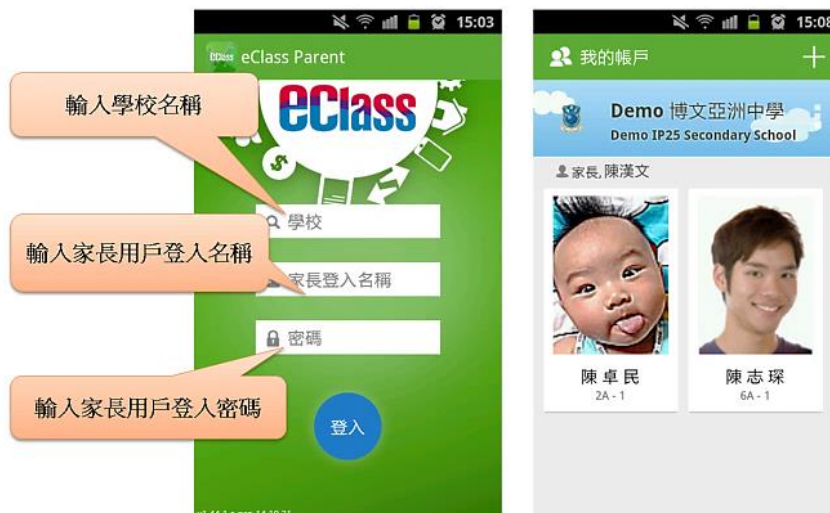 15:03
eClass Parent
eClass
輸入學校名稱
學校
輸入家長用戶登入名稱
家長登入名稱
密碼
輸入家長用戶登入密碼
登入
15:08
我的帳戶
Demo 博文亞洲中學
Demo IP25 Secondary School
家長, 陳漢文
陳卓民
2A - 1
陳志琛
6A - 1